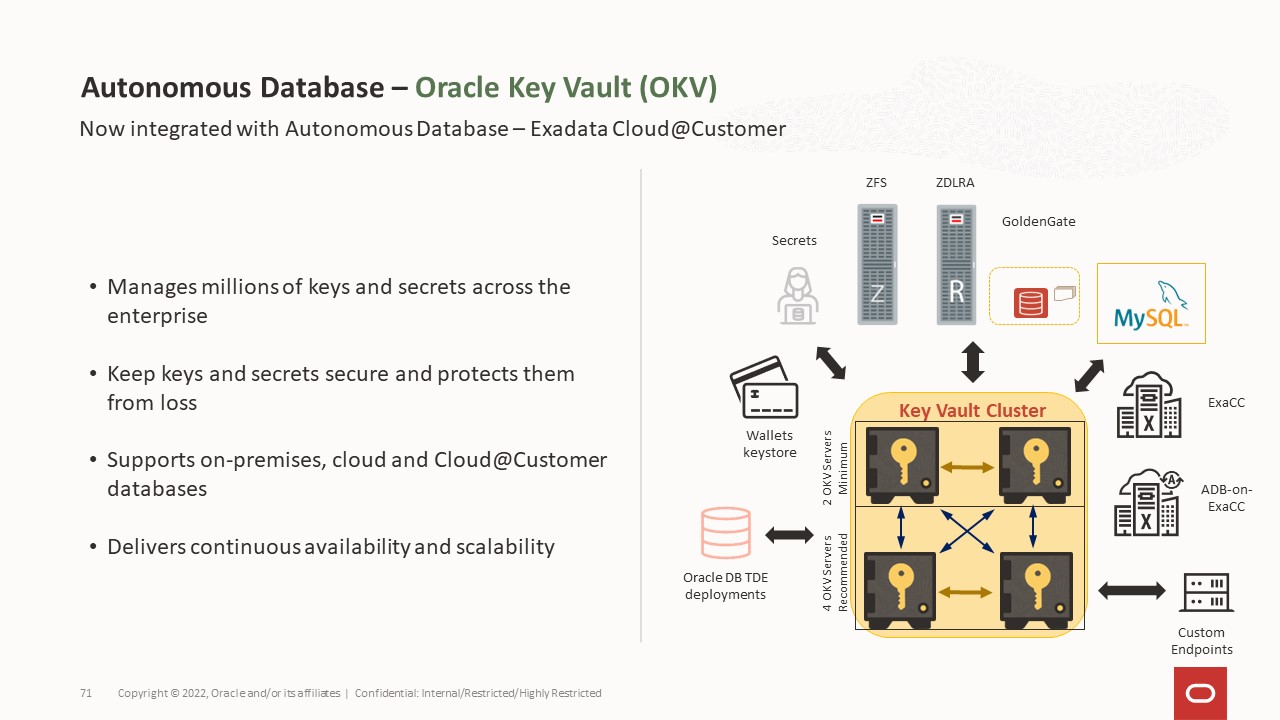 Autonomous Database – Oracle Key Vault (OKV)
Now integrated with Autonomous Database – Exadata Cloud@Customer
• Manages millions of keys and secrets across the
enterprise
• Keep keys and secrets secure and protects them
from loss
• Supports on-premises, cloud and Cloud@Customer
databases
• Delivers continuous availability and scalability
ZFS
ZDLRA
GoldenGate
Secrets
Z
R
MySQL™
Wallets
keystore
Key Vault Cluster
2 OKV Servers
Minimum
4 OKV Servers
Recommended
X
ExaCC
A
X
ADB-on-
ExaCC
Oracle DB TDE
deployments
Custom
Endpoints
71
Copyright © 2022, Oracle and/or its affiliates | Confidential: Internal/Restricted/Highly Restricted